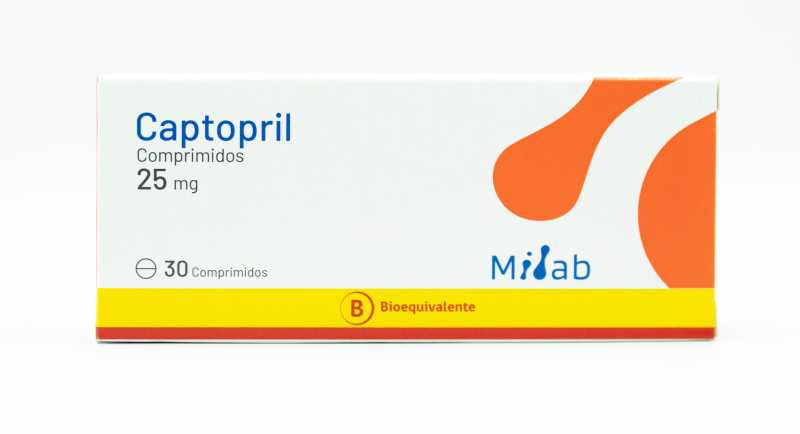 Captopril
Comprimidos
25 mg
30 Comprimidos
Milab
B Bioequivalente